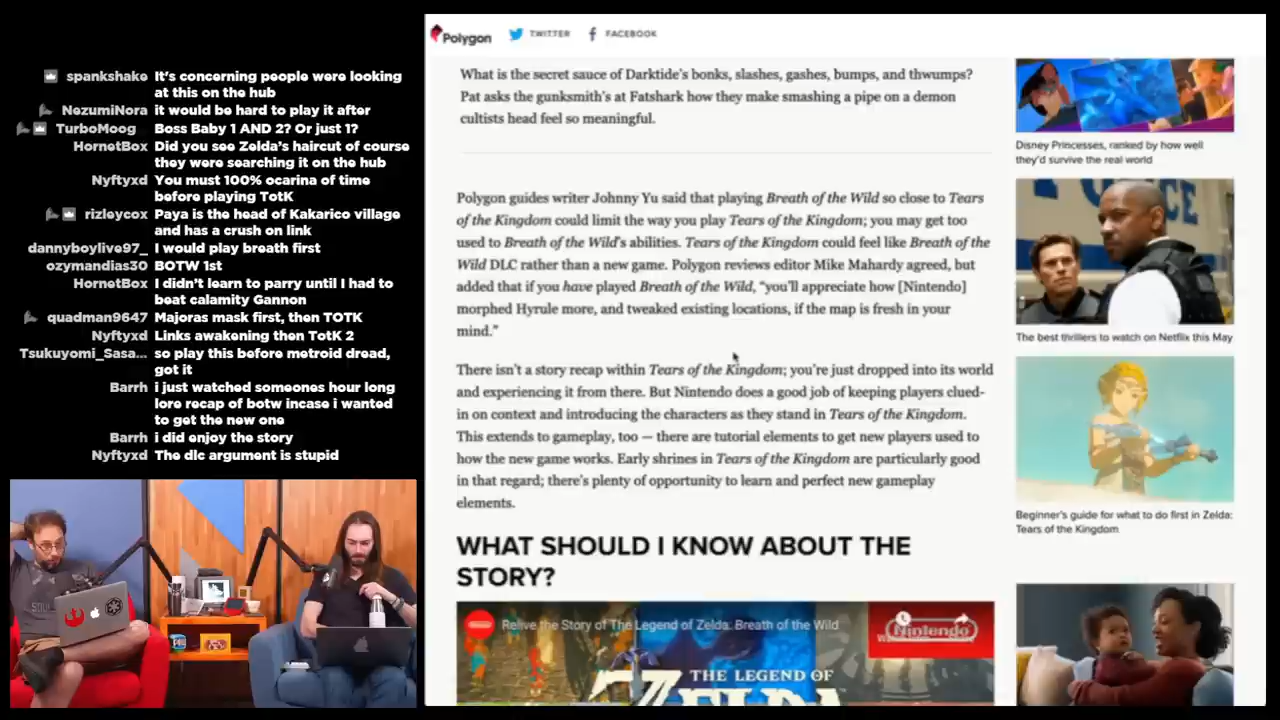 spankshake It's concerning people were looking
at this on the hub
NezumiNora it would be hard to play it after
TurboMoog Boss Baby 1 AND 2? Or just 1?
HornetBox Did you see Zelda's haircut of course
they were searching it on the hub
Nyftyxd You must 100% ocarina of time
before playing TotK
rizleycox Paya is the head of Kakarico village
and has a crush on link
dannyboylive97_ I would play breath first
ozymandias30 BOTW 1st
HornetBox I didn't learn to parry until I had to
beat calamity Gannon
quadman9647 Majoras mask first, then TOTK
Nyftyxd Links awakening then TotK 2
Tsukuyomi_Sasa... so play this before metroid dread,
got it
Barrh i just watched someones hour long
lore recap of botw incase i wanted
to get the new one
Barrh i did enjoy the story
Nyftyxd The dlc argument is stupid
Polygon TWITTER FACEBOOK
What is the secret sauce of Darktide's bonks, slashes, gashes, bumps, and thwumps?
Pat asks the gunksmith's at Fatshark how they make smashing a pipe on a demon
cultists head feel so meaningful.
Polygon guides writer Johnny Yu said that playing Breath of the Wild so close to Tears
of the Kingdom could limit the way you play Tears of the Kingdom; you may get too
used to Breath of the Wild's abilities. Tears of the Kingdom could feel like Breath of the
Wild DLC rather than a new game. Polygon reviews editor Mike Mahardy agreed, but
added that if you have played Breath of the Wild, "you'll appreciate how [Nintendo]
morphed Hyrule more, and tweaked existing locations, if the map is fresh in your
mind."
There isn't a story recap within Tears of the Kingdom; you're just dropped into its world
and experiencing it from there. But Nintendo does a good job of keeping players clued-
in on context and introducing the characters as they stand in Tears of the Kingdom.
This extends to gameplay, too — there are tutorial elements to get new players used to
how the new game works. Early shrines in Tears of the Kingdom are particularly good
in that regard; there's plenty of opportunity to learn and perfect new gameplay
elements.
WHAT SHOULD I KNOW ABOUT THE
STORY?
Relive the Story of The Legend of Zelda: Breath of the Wild
Nintendo
THE LEGEND OF
ZELDA
Disney Princesses, ranked by how well
they'd survive the real world
The best thrillers to watch on Netflix this May
Beginner's guide for what to do first in Zelda:
Tears of the Kingdom